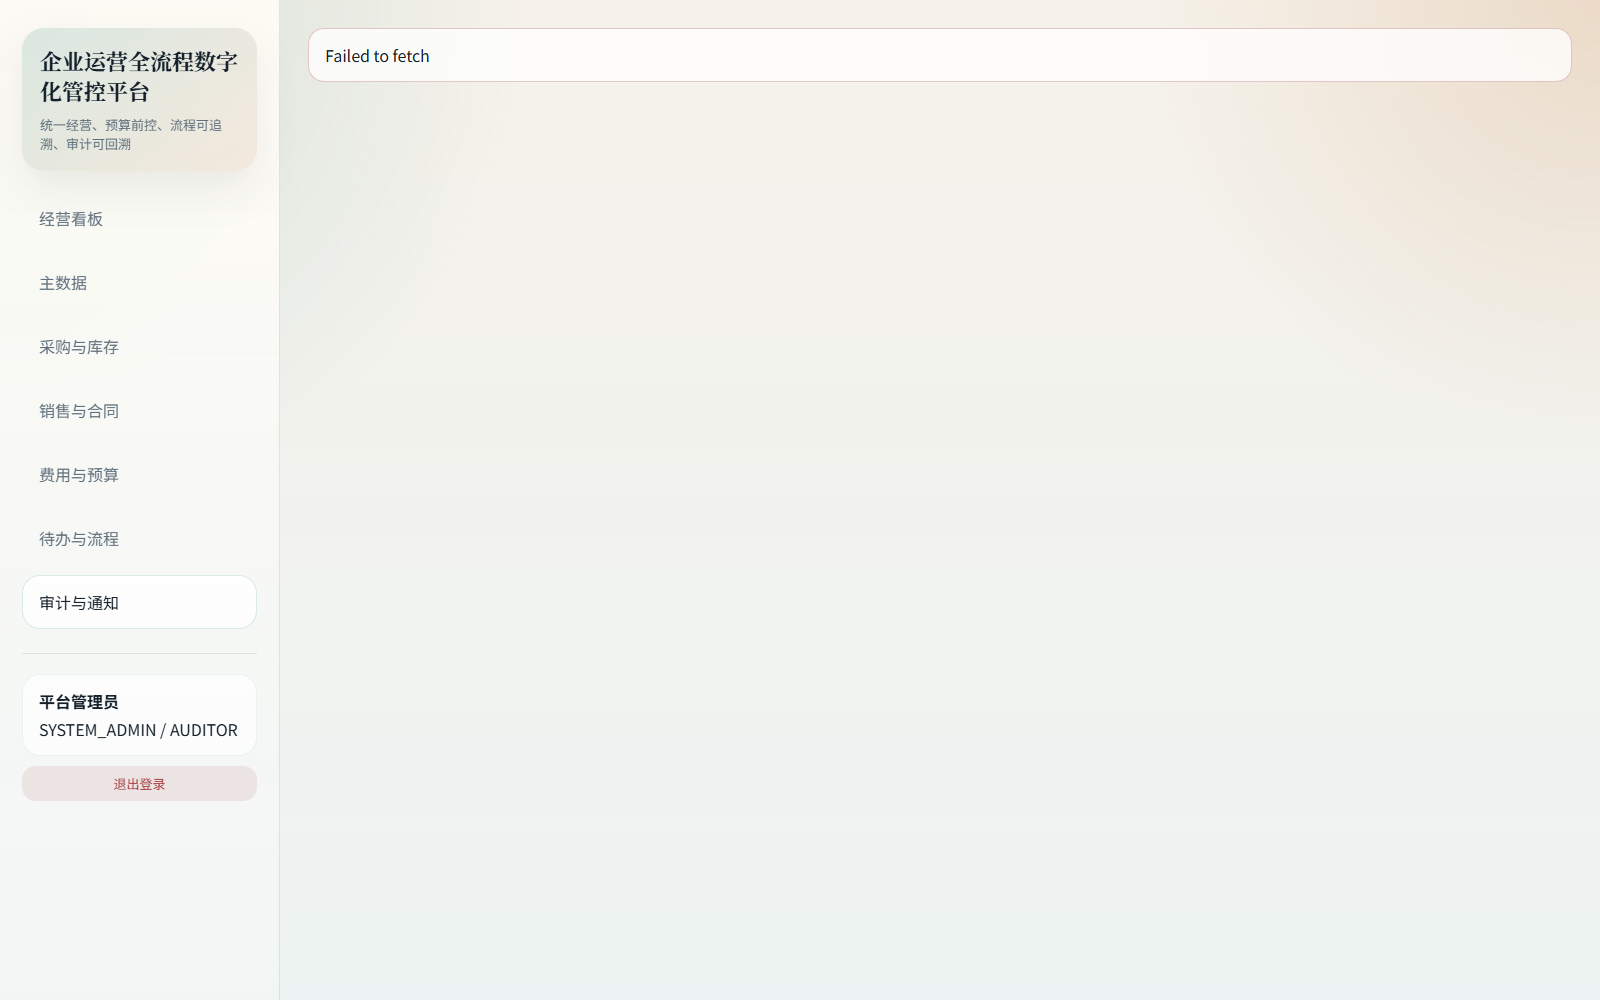 企业运营全流程数字
化管控平台
统一经营、预算前控、流程可追
溯、审计可回溯
经营看板
主数据
采购与库存
销售与合同
费用与预算
待办与流程
审计与通知
平台管理员
SYSTEM_ADMIN / AUDITOR
退出登录
Failed to fetch